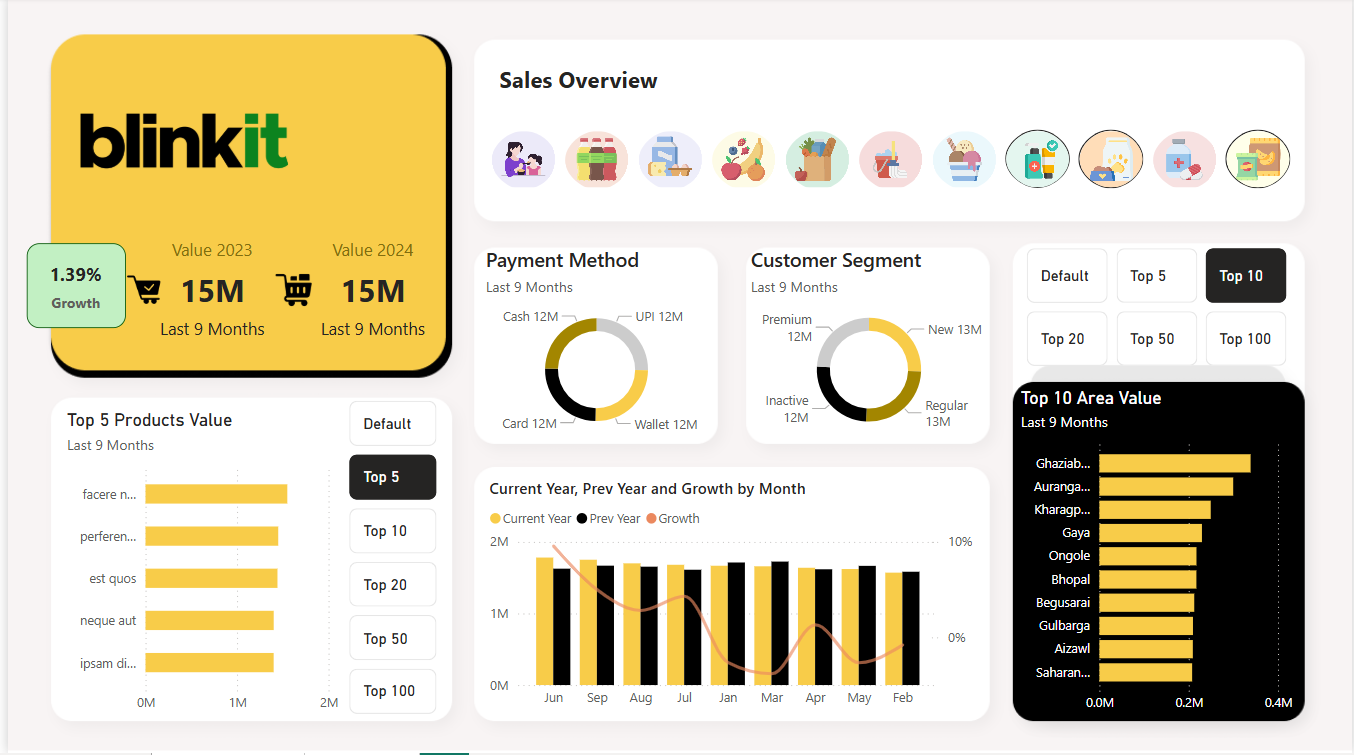 blinkit
1.39%
Growth
Value 2023
15M
Last 9 Months
Value 2024
15M
Last 9 Months
Sales Overview
Payment Method
Last 9 Months
Cash 12M
UPI 12M
Card 12M
Wallet 12M
Customer Segment
Last 9 Months
Premium
12M
New 13M
Inactive
12M
Regular
13M
Default
Top 5
Top 10
Top 20
Top 50
Top 100
Top 5 Products Value
Last 9 Months
facere n...
perferen...
est quos
neque aut
ipsam di...
0M
1M
2M
Default
Top 5
Top 10
Top 20
Top 50
Top 100
Current Year, Prev Year and Growth by Month
Current Year
Prev Year
Growth
2M
1M
0M
10%
0%
Jun
Sep
Aug
Jul
Jan
Mar
Apr
May
Feb
Top 10 Area Value
Last 9 Months
Ghaziab...
Auranga...
Kharagp...
Gaya
Ongole
Bhopal
Begusarai
Gulbarga
Aizawl
Saharan...
0.0M
0.2M
0.4M